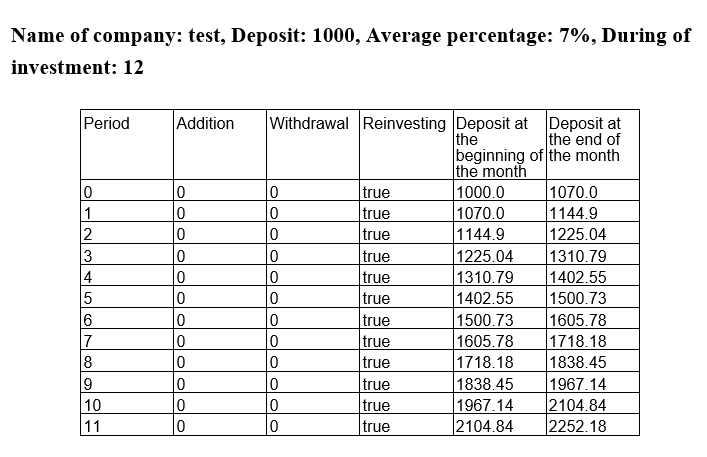 Name of company: test, Deposit: 1000, Average percentage: 7%, During of
investment: 12
Period Addition Withdrawal Reinvesting Deposit at the beginning of the month Deposit at the end of the month
0 0 0 true 1000.0 1070.0
1 0 0 true 1070.0 1144.9
2 0 0 true 1144.9 1225.04
3 0 0 true 1225.04 1310.79
4 0 0 true 1310.79 1402.55
5 0 0 true 1402.55 1500.73
6 0 0 true 1500.73 1605.78
7 0 0 true 1605.78 1718.18
8 0 0 true 1718.18 1838.45
9 0 0 true 1838.45 1967.14
10 0 0 true 1967.14 2104.84
11 0 0 true 2104.84 2252.18